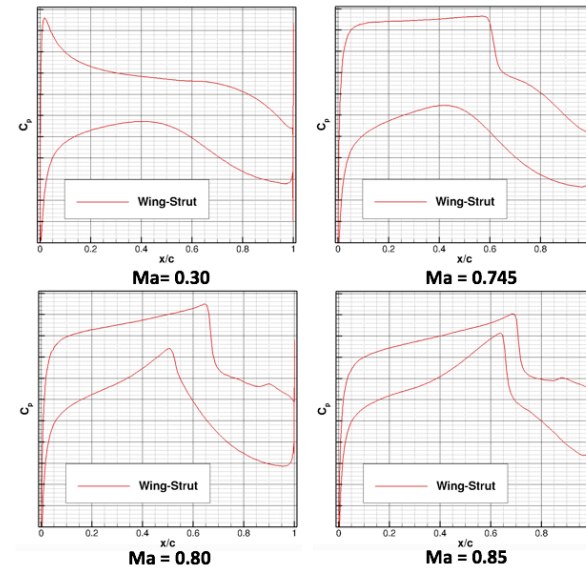 Cp
Wing-Strut
0 0.2 0.4 0.6 0.8 1
x/c
Ma= 0.30
Cp
Wing-Strut
0 0.2 0.4 0.6 0.8
x/c
Ma = 0.745
Cp
Wing-Strut
0 0.2 0.4 0.6 0.8 1
x/c
Ma = 0.80
Cp
Wing-Strut
0 0.2 0.4 0.6 0.8
x/c
Ma = 0.85